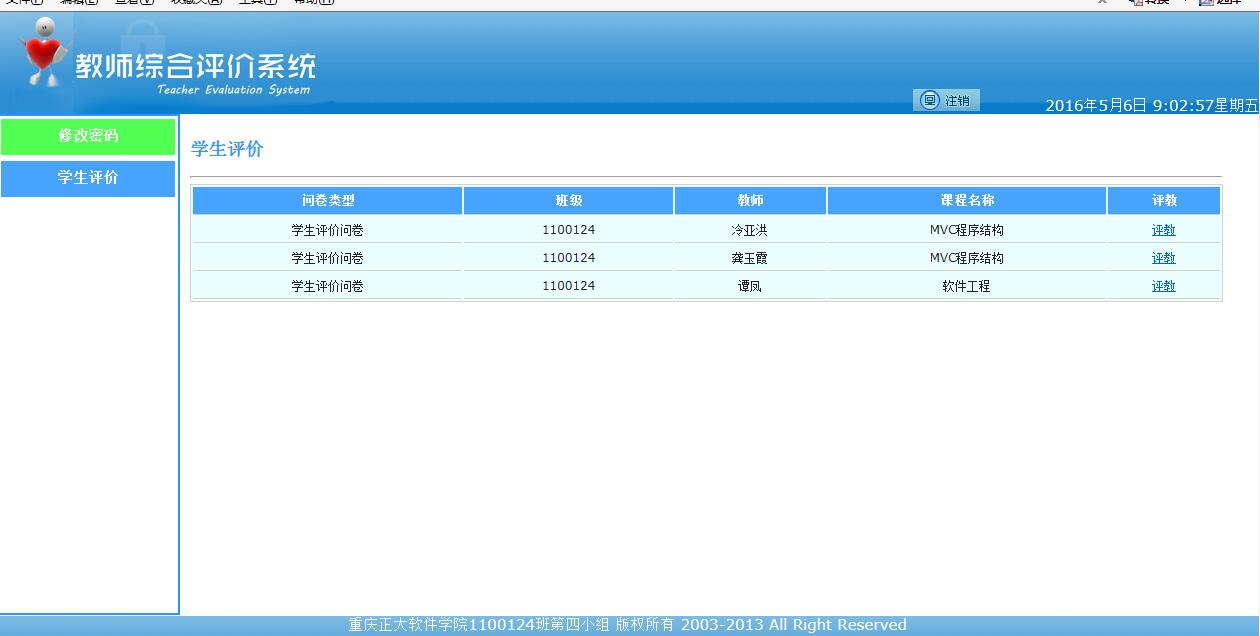 教师综合评价系统
Teacher Evaluation System
注销
2016年5月6日 9:02:57星期五
修改密码
学生评价
学生评价
问卷类型 班级 教师 课程名称 评教
学生评价问卷 1100124 冷亚洪 MVC程序结构 评教
学生评价问卷 1100124 龚玉霞 MVC程序结构 评教
学生评价问卷 1100124 谭凤 软件工程 评教
重庆正大软件学院1100124班第四小组 版权所有 2003-2013 All Right Reserved